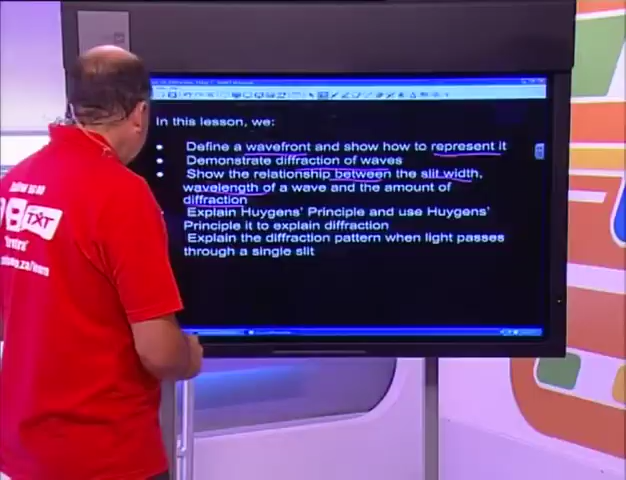 In this lesson, we:
• Define a wavefront and show how to represent it
• Demonstrate diffraction of waves
• Show the relationship between the slit width,
wavelength of a wave and the amount of
diffraction
Explain Huygens' Principle and use Huygens'
Principle it to explain diffraction
Explain the diffraction pattern when light passes
through a single slit
TXT